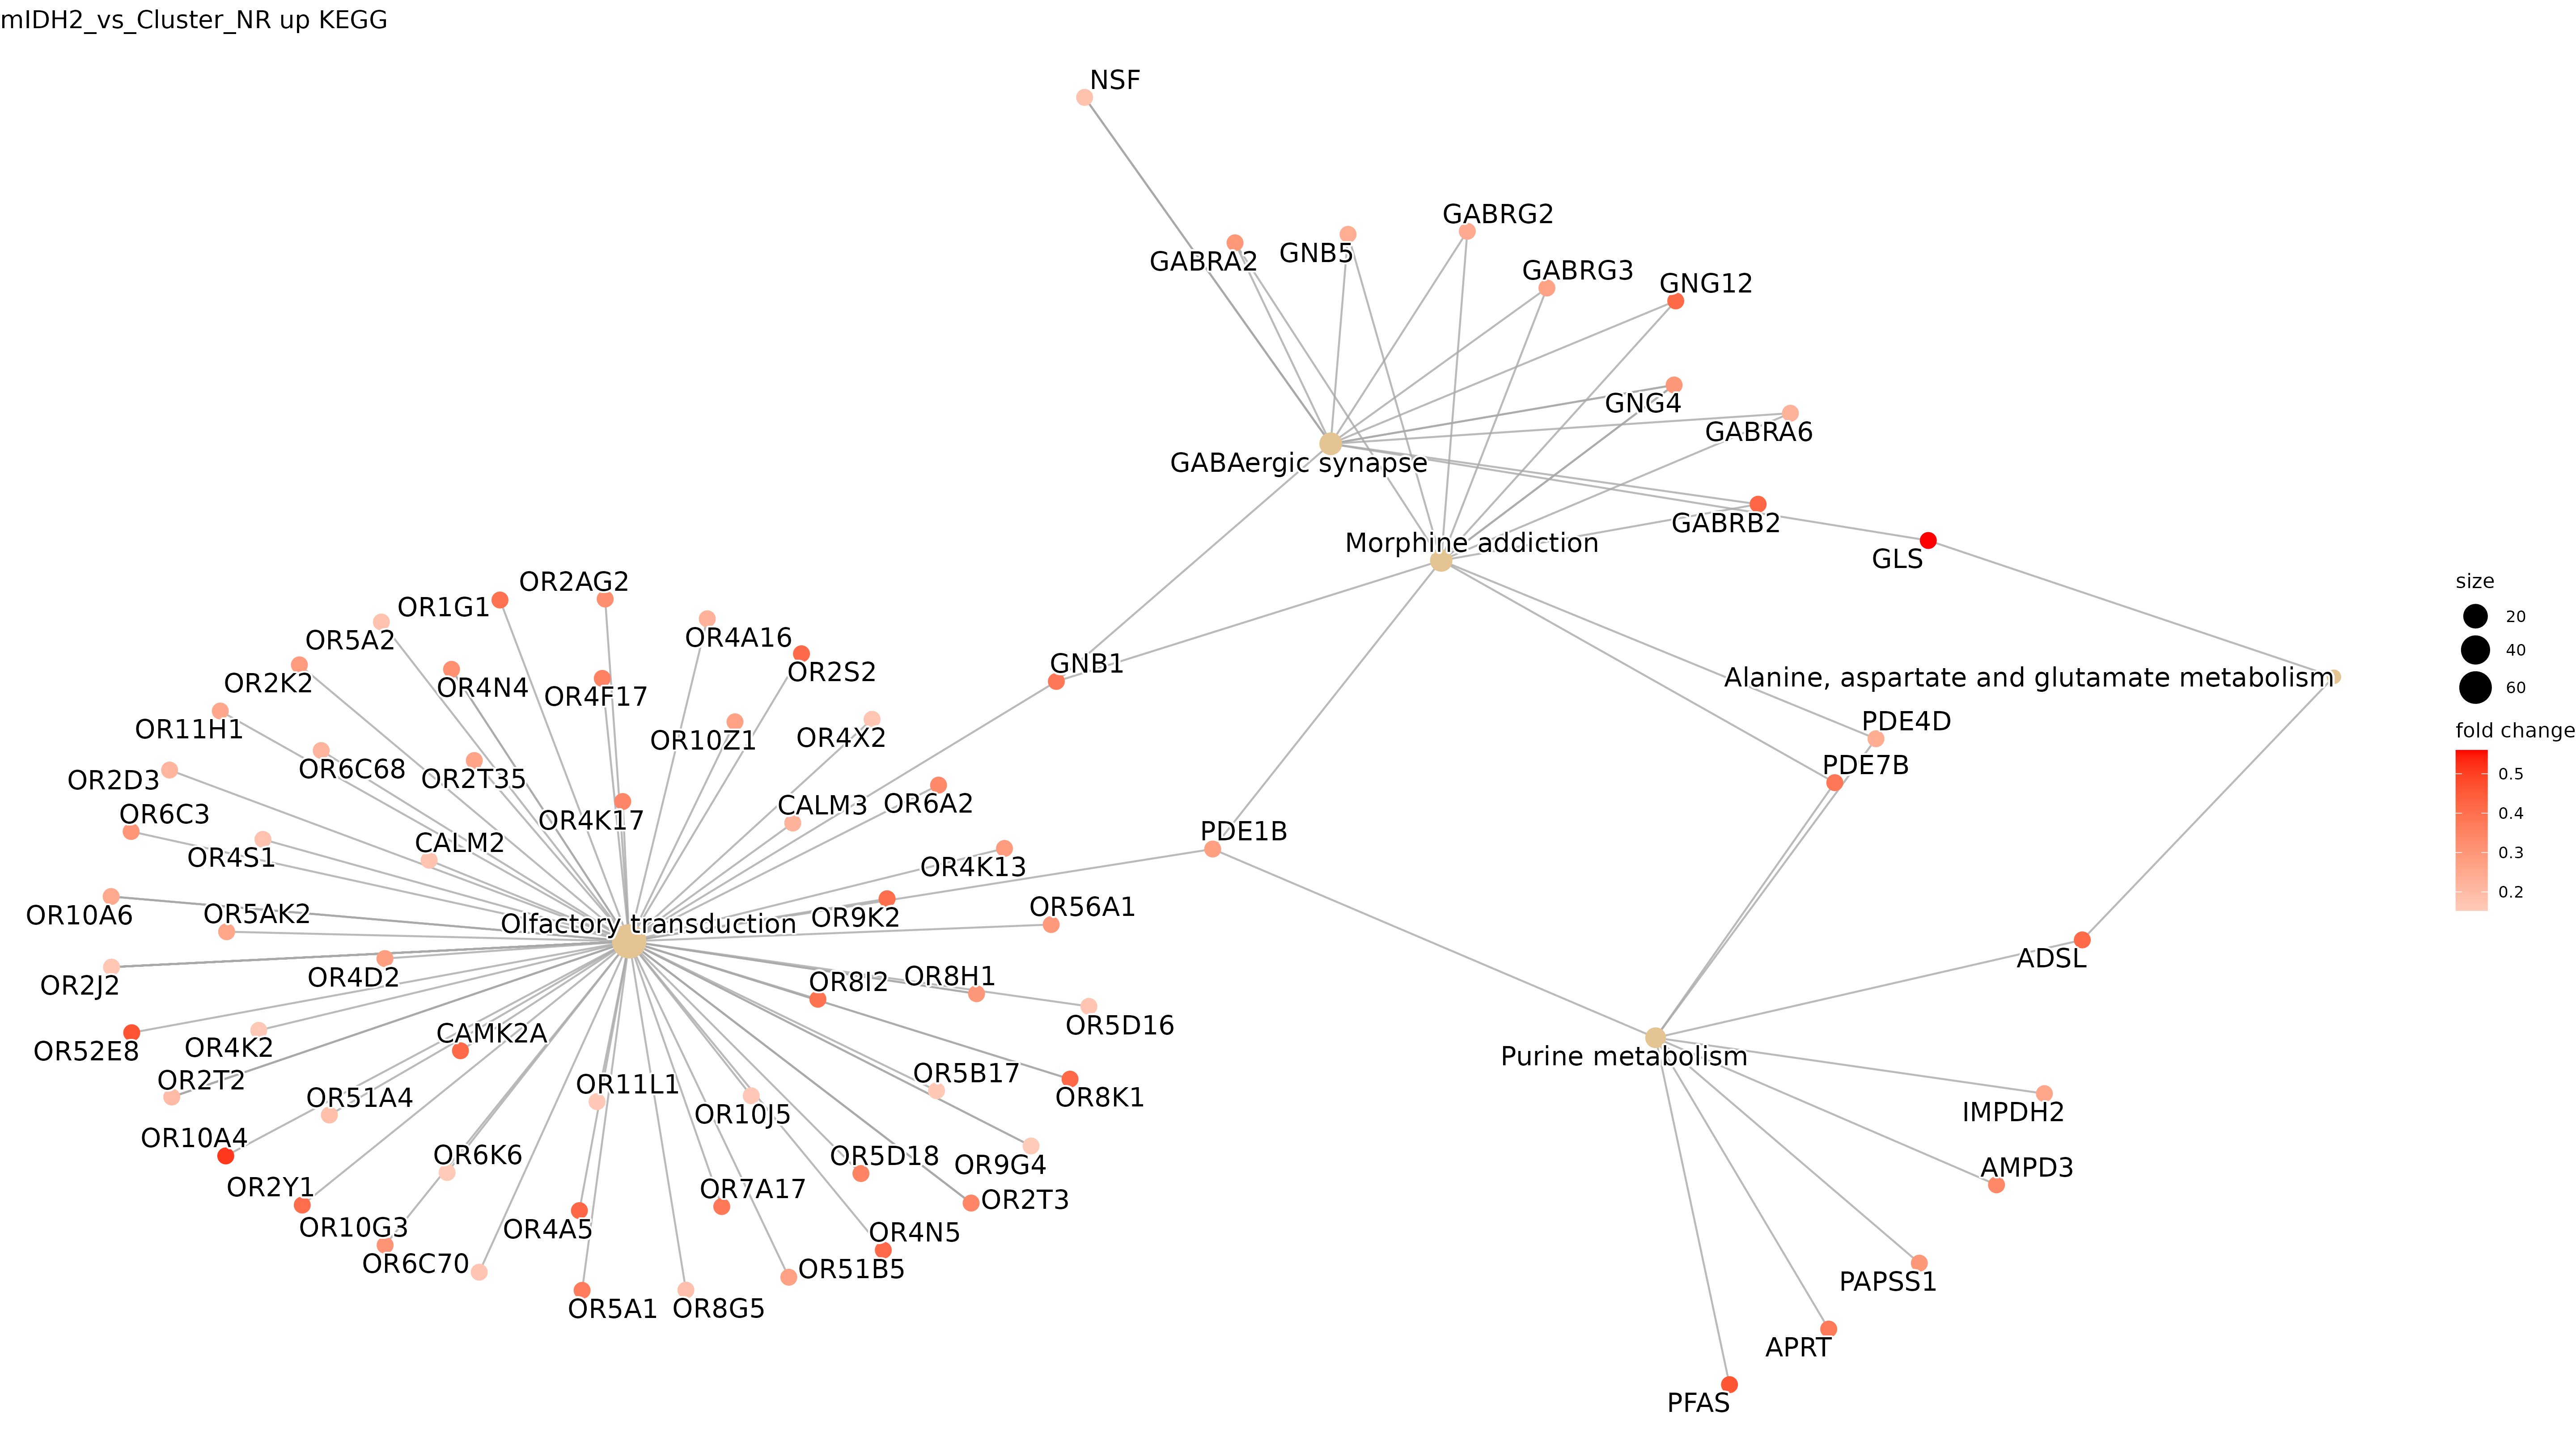 mIDH2_vs_Cluster_NR up KEGG
NSF
GABRG2
GABRA2
GNB5
GABRG3
GNG12
GNG4
GABRA6
GABAergic synapse
GABRB2
Morphine addiction
GLS
OR2AG2
OR1G1
OR5A2
OR4A16
OR2S2
GNB1
OR2K2
OR4N4
OR4F17
Alanine, aspartate and glutamate metabolism
OR11H1
OR10Z1
OR4X2
PDE4D
OR6C68
OR2T35
PDE7B
OR2D3
OR6C3
CALM3
OR6A2
OR4K17
PDE1B
CALM2
OR4S1
OR4K13
OR10A6
OR5AK2
Olfactory transduction
OR9K2
OR56A1
OR2J2
OR4D2
OR8I2
OR8H1
ADSL
OR5D16
OR52E8
OR4K2
CAMK2A
Purine metabolism
OR2T2
OR51A4
OR11L1
OR10J5
OR5B17
OR8K1
IMPDH2
OR10A4
OR6K6
OR5D18
OR9G4
AMPD3
OR2Y1
OR7A17
OR2T3
OR10G3
OR4A5
OR4N5
OR6C70
OR51B5
PAPSS1
OR5A1
OR8G5
APRT
PFAS
size
20
40
60
fold change
0.5
0.4
0.3
0.2